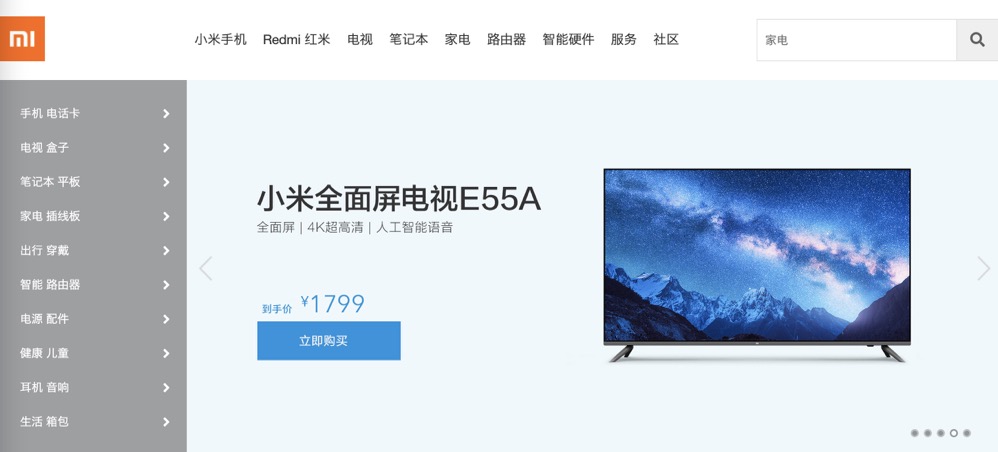 mi
小米手机 Redmi 红米 电视 笔记本 家电 路由器 智能硬件 服务 社区
家电
手机 电话卡
电视 盒子
笔记本 平板
家电 插线板
出行 穿戴
智能 路由器
电源 配件
健康 儿童
耳机 音响
生活 箱包
小米全面屏电视E55A
全面屏 | 4K超高清 | 人工智能语音
到手价 ¥1799
立即购买